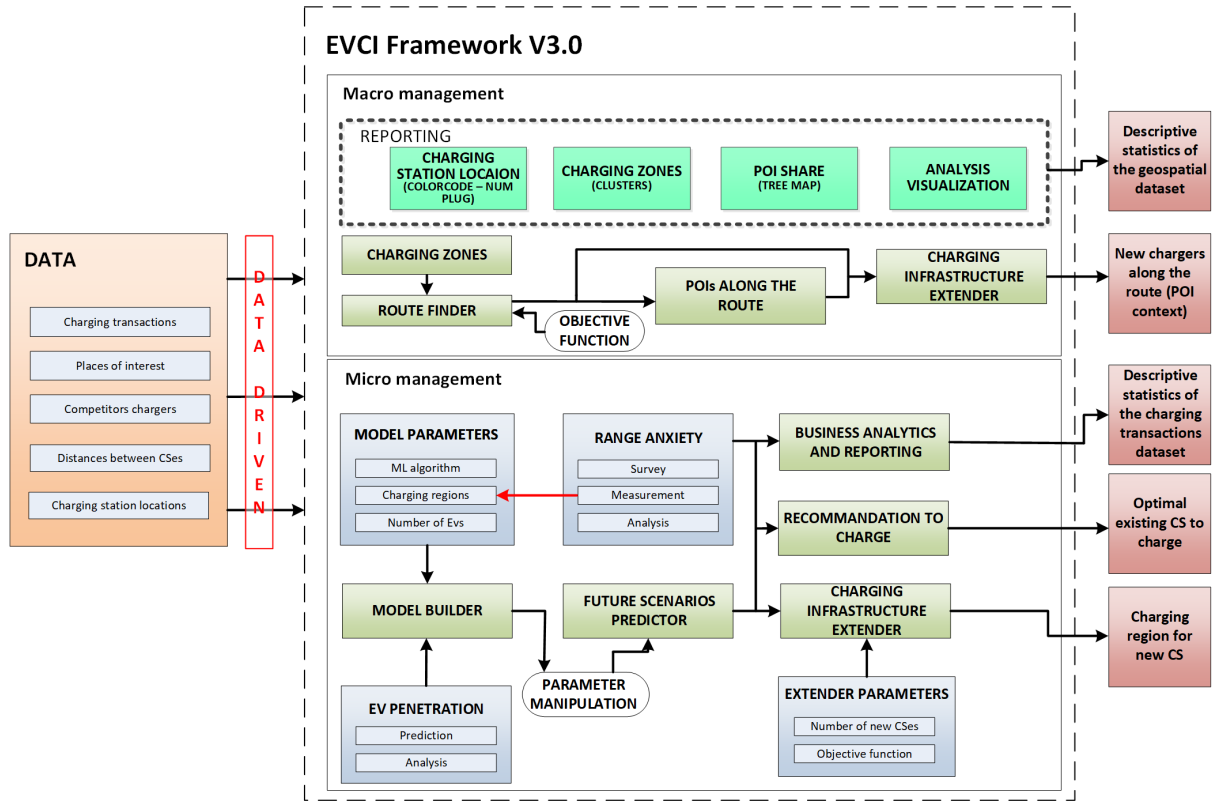 EVCI Framework V3.0
Macro management
REPORTING
CHARGING
STATION LOCAION
(COLORCODE – NUM
PLUG)
CHARGING ZONES
(CLUSTERS)
POI SHARE
(TREE MAP)
ANALYSIS
VISUALIZATION
Descriptive
statistics of
the geospatial
dataset
DATA
Charging transactions
Places of interest
Competitors chargers
Distances between CSes
Charging station locations
DATA DRIVEN
CHARGING ZONES
ROUTE FINDER
OBJECTIVE
FUNCTION
POIs ALONG THE
ROUTE
CHARGING
INFRASTRUCTURE
EXTENDER
New chargers
along the
route (POI
context)
Micro management
MODEL PARAMETERS
ML algorithm
Charging regions
Number of Evs
RANGE ANXIETY
Survey
Measurement
Analysis
BUSINESS ANALYTICS
AND REPORTING
Descriptive
statistics of
the charging
transactions
dataset
RECOMMANDATION TO
CHARGE
Optimal
existing CS to
charge
MODEL BUILDER
FUTURE SCENARIOS
PREDICTOR
CHARGING
INFRASTRUCTURE
EXTENDER
Charging
region for
new CS
PARAMETER
MANIPULATION
EV PENETRATION
Prediction
Analysis
EXTENDER PARAMETERS
Number of new CSes
Objective function